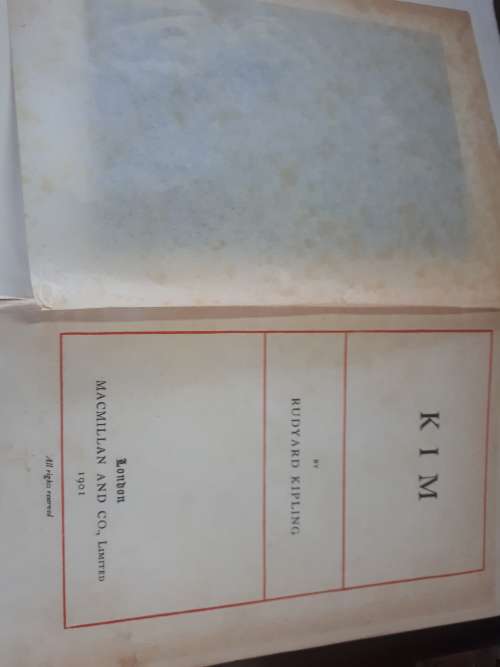 KIM
BY
RUDYARD KIPLING
London
MACMILLAN AND CO., LIMITED
1901
All rights reserved